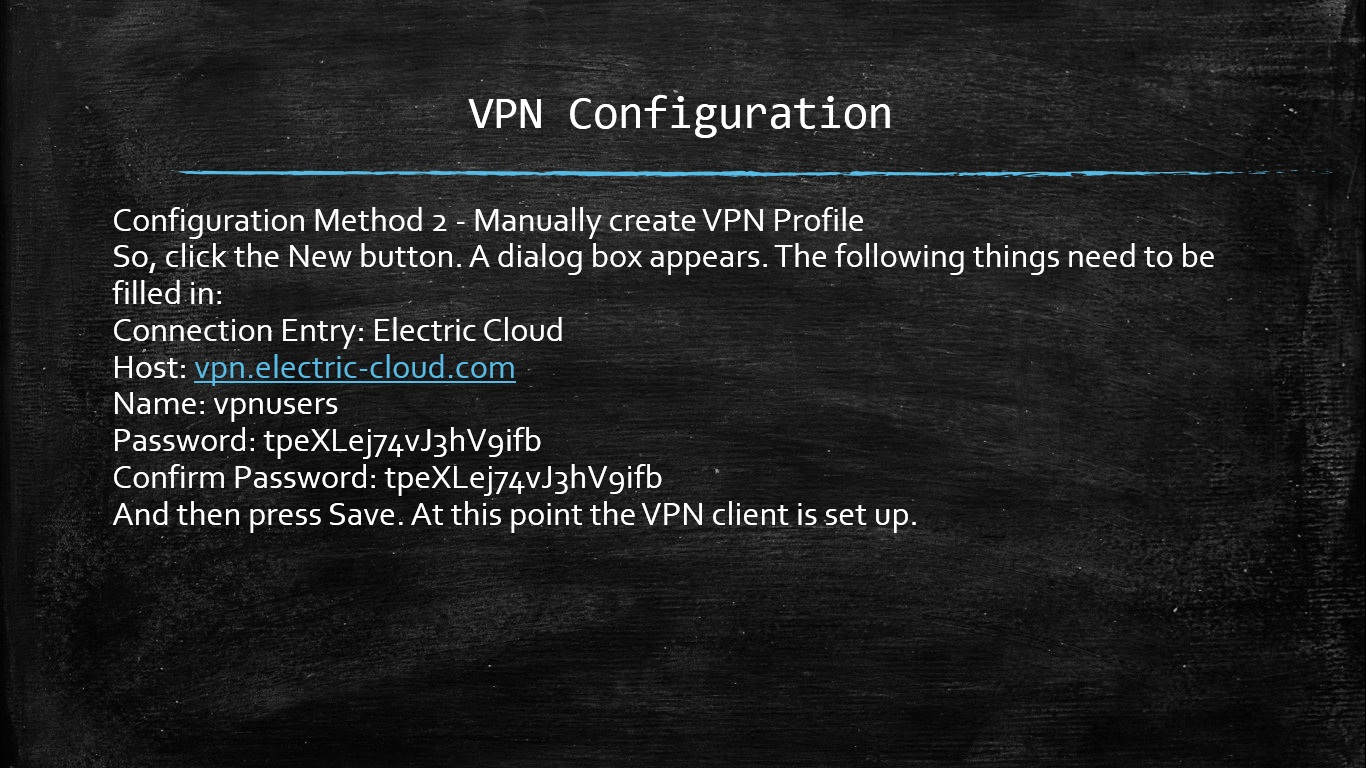 VPN Configuration
Configuration Method 2 - Manually create VPN Profile
So, click the New button. A dialog box appears. The following things need to be
filled in:
Connection Entry: Electric Cloud
Host: vpn.electric-cloud.com
Name: vpnusers
Password: tpeXLej74vJ3hV9ifb
Confirm Password: tpeXLej74vJ3hV9ifb
And then press Save. At this point the VPN client is set up.